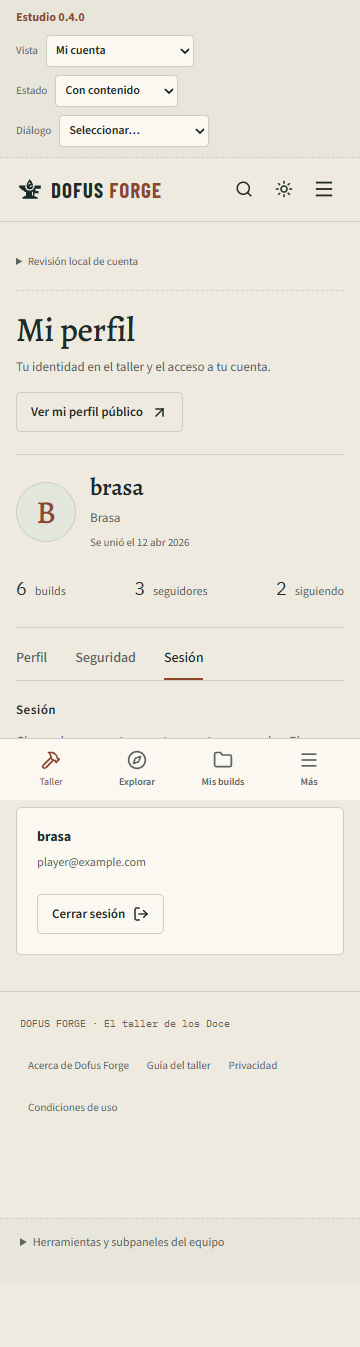 Estudio 0.4.0
Vista Mi cuenta
Estado Con contenido
Diálogo Seleccionar...
DOFUS FORGE
Revisión local de cuenta
Mi perfil
Tu identidad en el taller y el acceso a tu cuenta.
Ver mi perfil público
B
brasa
Brasa
Se unió el 12 abr 2026
6 builds 3 seguidores 2 siguiendo
Perfil Seguridad Sesión
Sesión
Taller Explorar Mis builds Más
brasa
player@example.com
Cerrar sesión
DOFUS FORGE · El taller de los Doce
Acerca de Dofus Forge Guía del taller Privacidad
Condiciones de uso
Herramientas y subpaneles del equipo